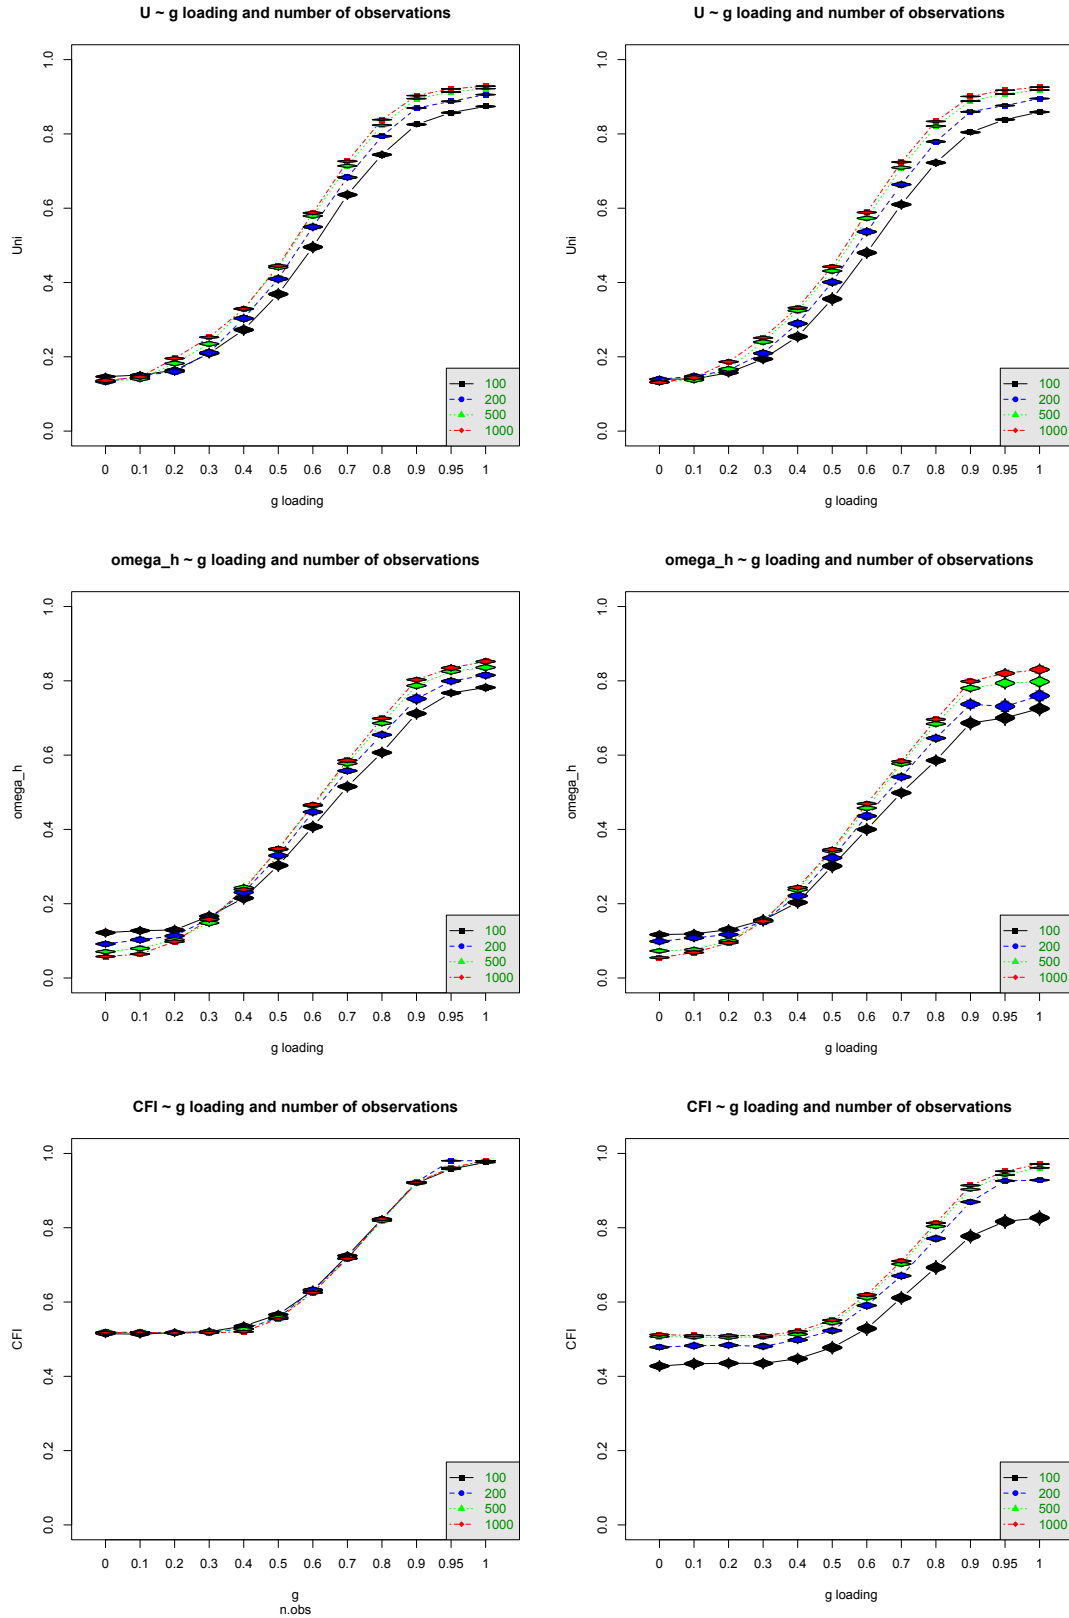 U ~ g loading and number of observations
Uni
0.0 0.2 0.4 0.6 0.8 1.0
100
200
500
1000
0 0.1 0.2 0.3 0.4 0.5 0.6 0.7 0.8 0.9 0.95 1
g loading
U ~ g loading and number of observations
Uni
0.0 0.2 0.4 0.6 0.8 1.0
100
200
500
1000
0 0.1 0.2 0.3 0.4 0.5 0.6 0.7 0.8 0.9 0.95 1
g loading
omega_h ~ g loading and number of observations
omega_h
0.0 0.2 0.4 0.6 0.8 1.0
100
200
500
1000
0 0.1 0.2 0.3 0.4 0.5 0.6 0.7 0.8 0.9 0.95 1
g loading
omega_h ~ g loading and number of observations
omega_h
0.0 0.2 0.4 0.6 0.8 1.0
100
200
500
1000
0 0.1 0.2 0.3 0.4 0.5 0.6 0.7 0.8 0.9 0.95 1
g loading
CFI ~ g loading and number of observations
CFI
0.0 0.2 0.4 0.6 0.8 1.0
100
200
500
1000
0 0.1 0.2 0.3 0.4 0.5 0.6 0.7 0.8 0.9 0.95 1
g
n.obs
CFI ~ g loading and number of observations
CFI
0.0 0.2 0.4 0.6 0.8 1.0
100
200
500
1000
0 0.1 0.2 0.3 0.4 0.5 0.6 0.7 0.8 0.9 0.95 1
g loading